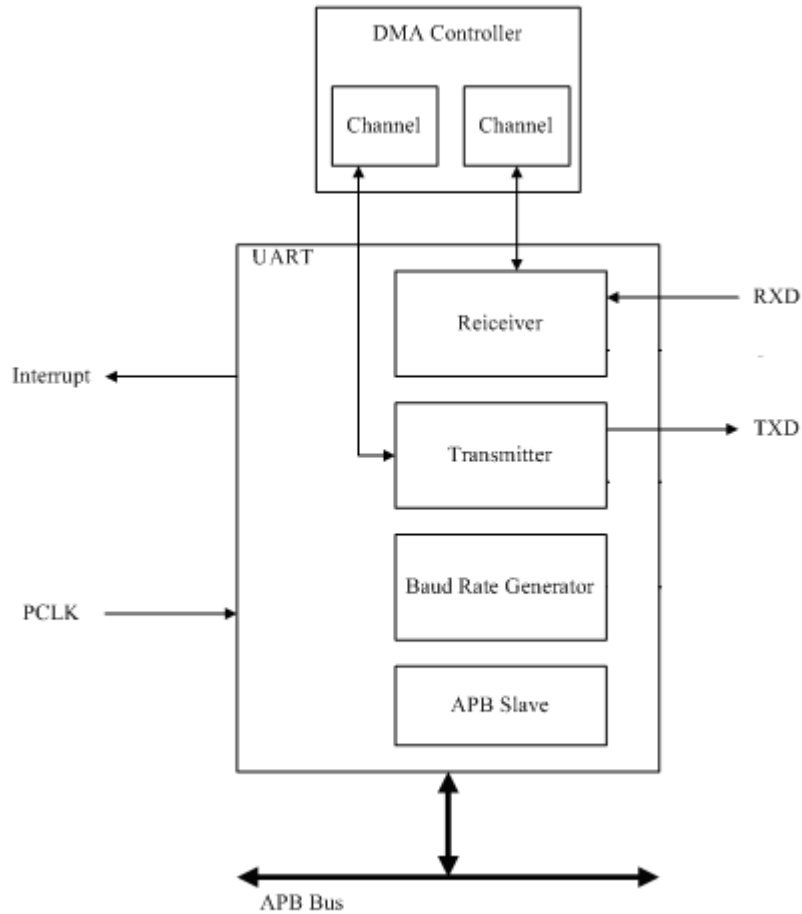 DMA Controller
Channel
Channel
UART
Reiceiver
RXD
Interrupt
Transmitter
TXD
Baud Rate Generator
PCLK
APB Slave
APB Bus